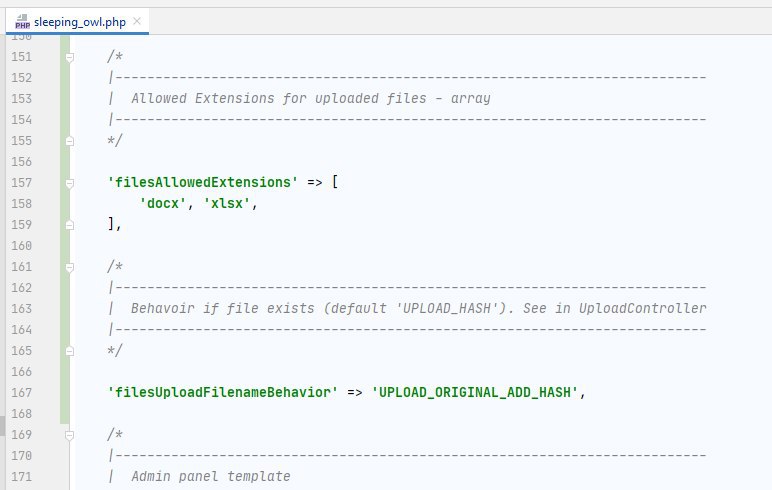 sleeping_owl.php
150
151 /*
152 |--------------------------------------------------------------------------
153 | Allowed Extensions for uploaded files - array
154 |--------------------------------------------------------------------------
155 */
156
157 'filesAllowedExtensions' => [
158 'docx', 'xlsx',
159 ],
160
161 /*
162 |--------------------------------------------------------------------------
163 | Behavoir if file exists (default 'UPLOAD_HASH'). See in UploadController
164 |--------------------------------------------------------------------------
165 */
166
167 'filesUploadFilenameBehavior' => 'UPLOAD_ORIGINAL_ADD_HASH',
168
169 /*
170 |--------------------------------------------------------------------------
171 | Admin panel template